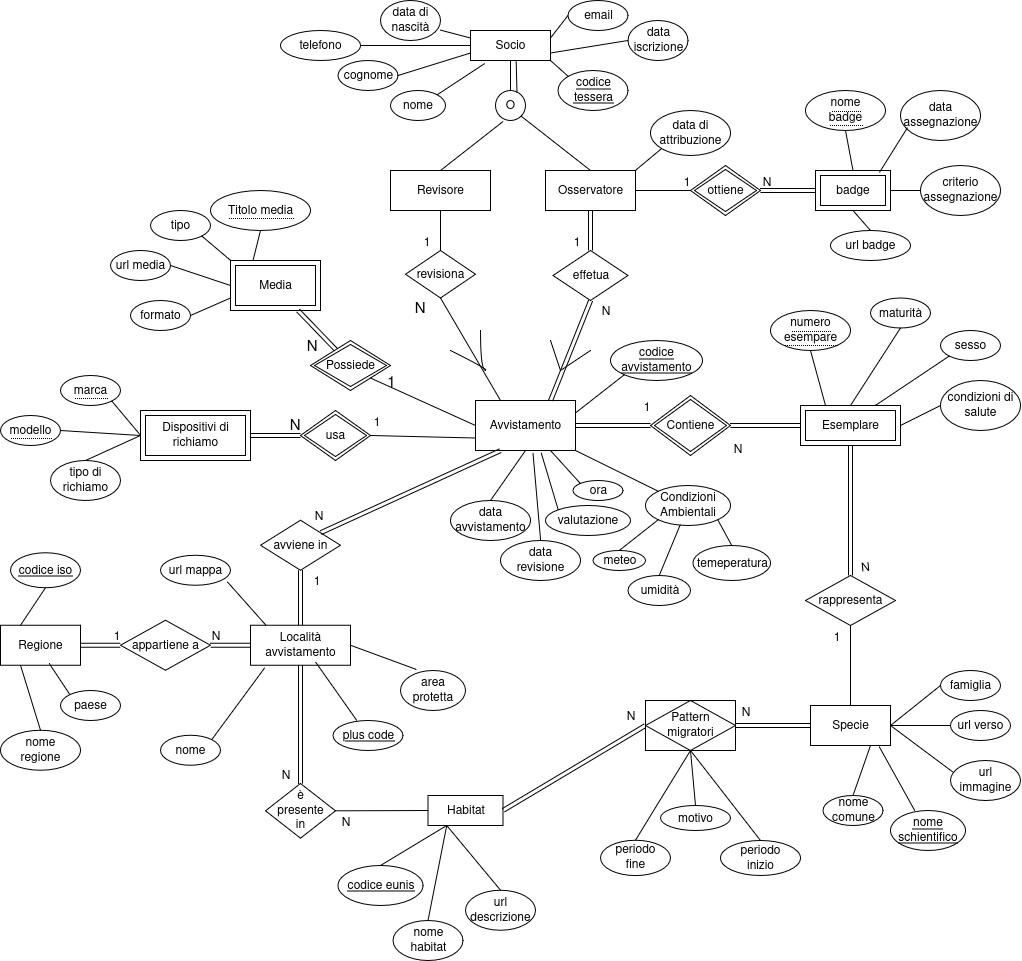 data di
nascità
email
telefono
Socio
data
iscrizione
cognome
codice
tessera
nome
O
nome
badge
data
assegnazione
data di
attribuzione
Revisore
Osservatore
1
ottiene
N
badge
criterio
assegnazione
Titolo media
tipo
url badge
1
1
url media
revisiona
effetua
Media
formato
N
N
maturità
numero
esempare
N
sesso
Possiede
codice
avvistamento
1
marca
condizioni di
salute
modello
Dispositivi di
richiamo
N
usa
1
Avvistamento
1
Contiene
N
Esemplare
tipo di
richiamo
ora
Condizioni
Ambientali
data
avvistamento
valutazione
N
avviene in
data
revisione
meteo
temeperatura
codice iso
url mappa
1
umidità
N
rappresenta
Regione
1
appartiene a
N
Località
avvistamento
1
area
protetta
famiglia
paese
nome
regione
nome
plus code
N
Pattern
migratori
N
Specie
url verso
N
è
presente
in
N
Habitat
motivo
url
immagine
nome
comune
nome
schientifico
periodo
fine
periodo
inizio
codice eunis
url
descrizione
nome
habitat